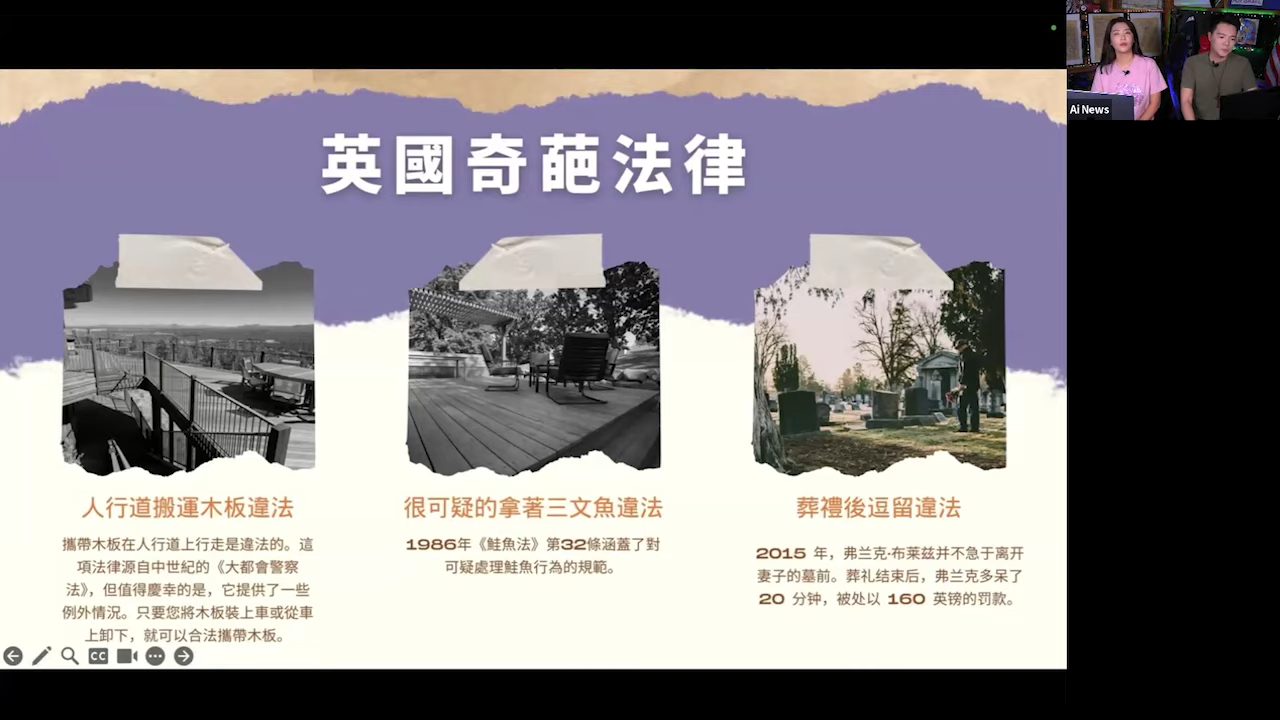 Ai News
英國奇葩法律
人行道搬運木板違法
攜帶木板在人行道上行走是違法的。這
項法律源自中世紀的《大都會警察
法》，但值得慶幸的是，它提供了一些
例外情況。只要您將木板裝上車或從車
上卸下，就可以合法攜帶木板。
很可疑的拿著三文魚違法
1986年《鮭魚法》第32條涵蓋了對
可疑處理鮭魚行為的規範。
葬禮後逗留違法
2015 年，弗兰克·布莱兹并不急于离开
妻子的墓前。葬礼结束后，弗兰克多呆了
20 分钟，被处以 160 英镑的罚款。
CC